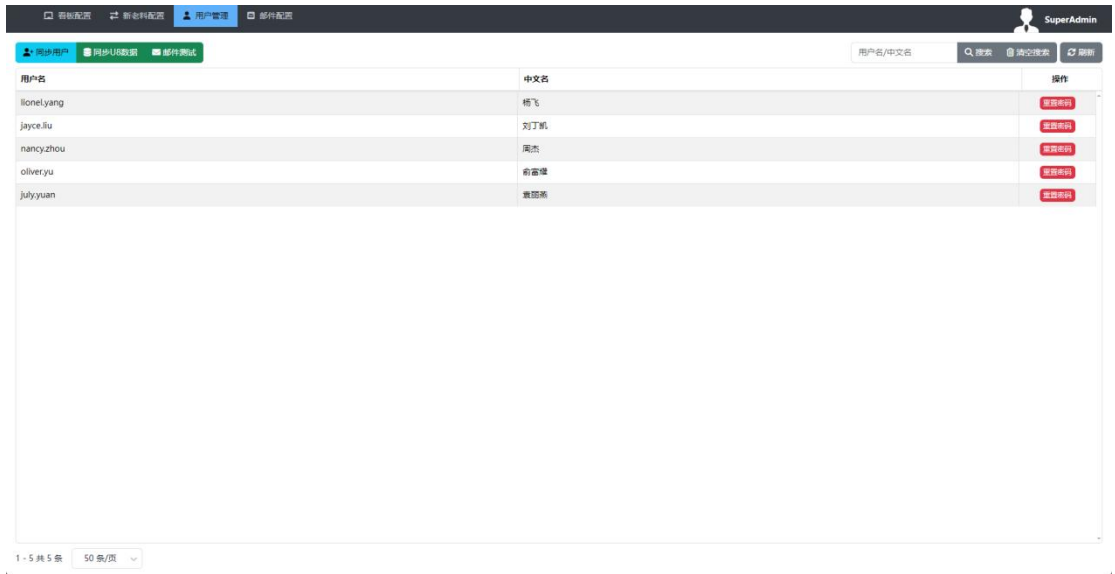 看板配置 新老料配置 用户管理 邮件配置 SuperAdmin
同步用户 同步U8数据 邮件测试 用户名/中文名 搜索 清空搜索 刷新
用户名 中文名 操作
lionel.yang 杨飞 重置密码
jayce.liu 刘丁凯 重置密码
nancy.zhou 周杰 重置密码
oliver.yu 俞富 重置密码
july.yuan 袁丽燕 重置密码
1 - 5 共 5 条 50 条/页